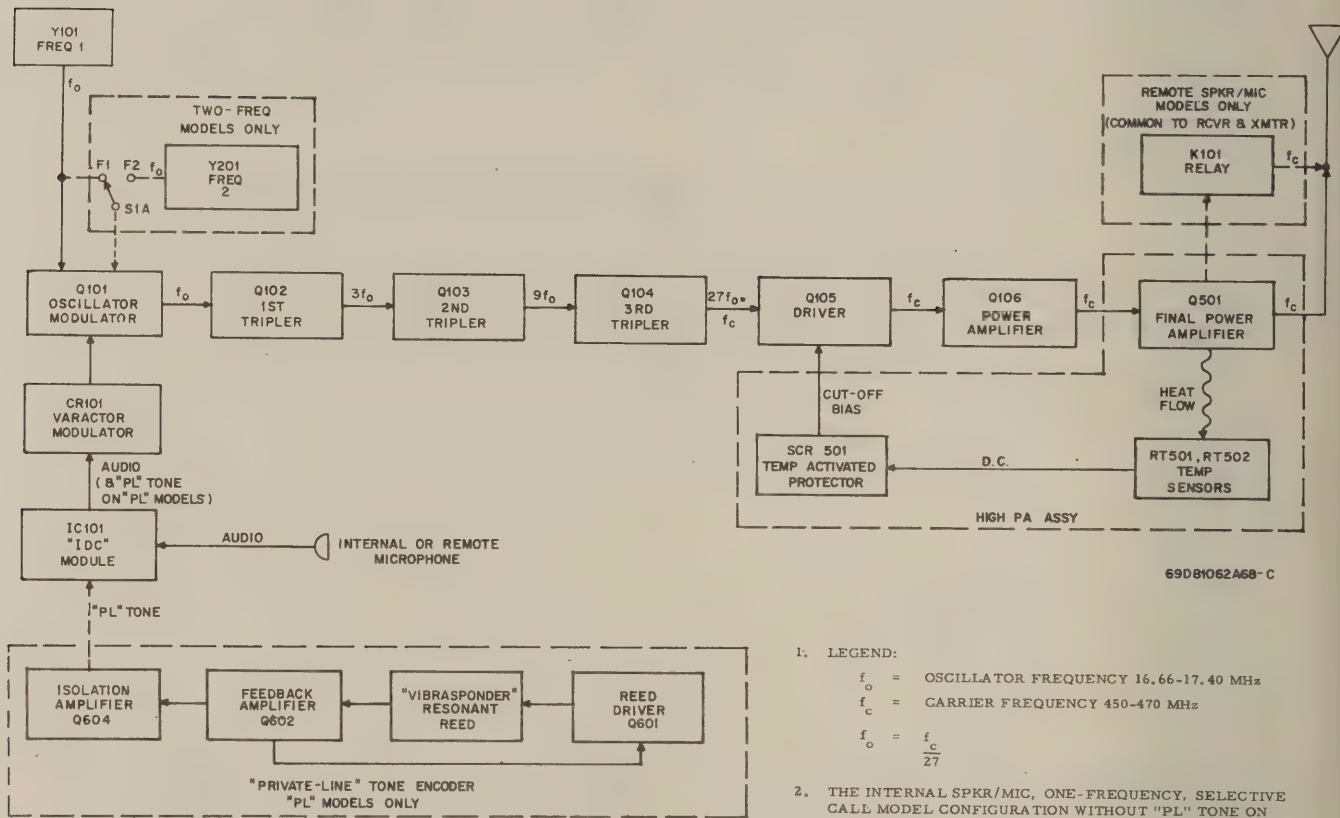 Y101
FREQ 1
fo
TWO-FREQ
MODELS ONLY
F1 F2 fo
Y201
FREQ
2
S1A
REMOTE SPKR/MIC
MODELS ONLY
(COMMON TO RCVR & XMTR)
K101
RELAY
fc
Q101
OSCILLATOR
MODULATOR
fo
Q102
1ST
TRIPLER
3fo
Q103
2ND
TRIPLER
9fo
Q104
3RD
TRIPLER
27fo=
fc
Q105
DRIVER
fc
Q106
POWER
AMPLIFIER
fc
Q501
FINAL POWER
AMPLIFIER
fc
CUT-OFF
BIAS
HEAT
FLOW
CR101
VARACTOR
MODULATOR
SCR 501
TEMP ACTIVATED
PROTECTOR
D.C.
RT501, RT502
TEMP
SENSORS
HIGH PA ASSY
AUDIO
(&"PL" TONE
ON "PL" MODELS)
IC101
"IDC"
MODULE
AUDIO
INTERNAL OR REMOTE
MICROPHONE
69D81062A68-C
"PL" TONE
ISOLATION
AMPLIFIER
Q604
FEEDBACK
AMPLIFIER
Q602
"VIBRASPONDER"
RESONANT
REED
REED
DRIVER
Q601
"PRIVATE-LINE" TONE ENCODER
"PL" MODELS ONLY
1. LEGEND:
fo = OSCILLATOR FREQUENCY 16.66-17.40 MHz
fc = CARRIER FREQUENCY 450-470 MHz
fo = fc
27
2. THE INTERNAL SPKR/MIC, ONE-FREQUENCY, SELECTIVE
CALL MODEL CONFIGURATION WITHOUT "PL" TONE ON